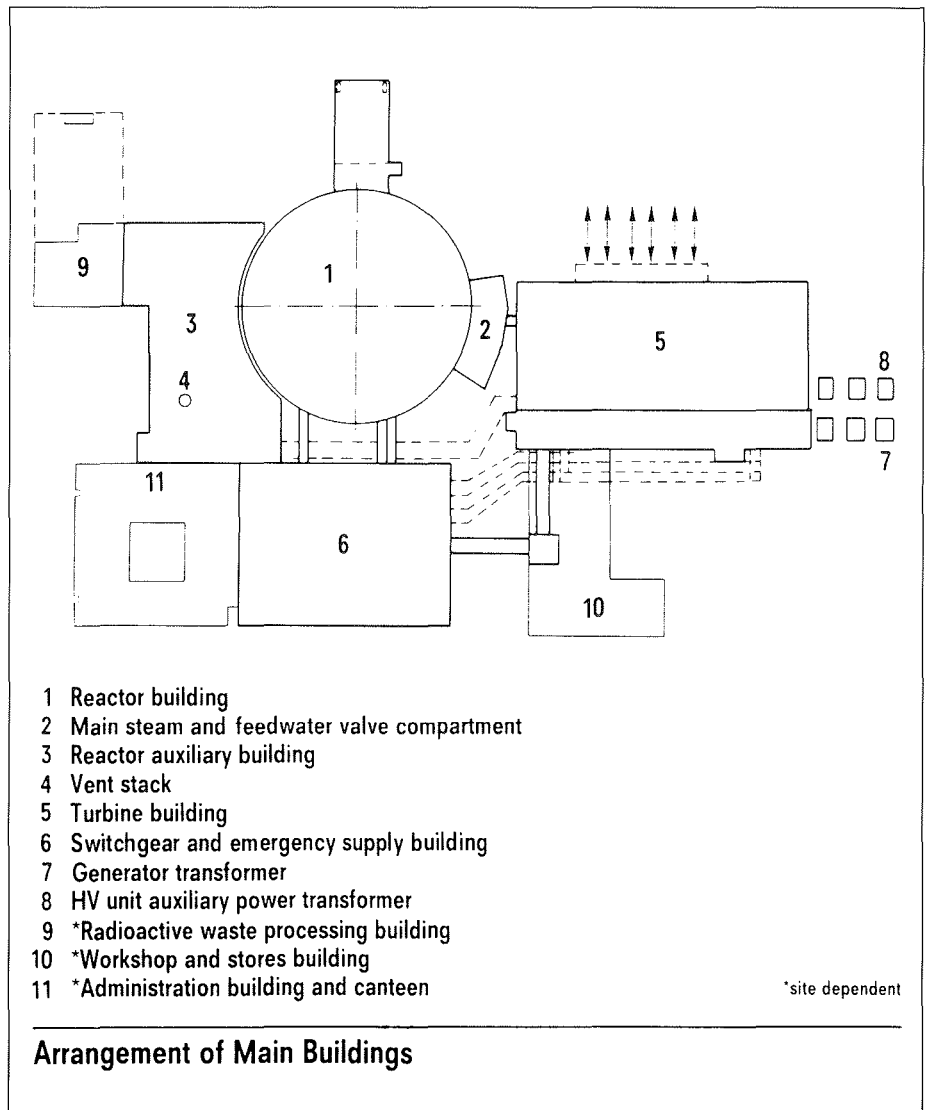 1
2
3
4
5
6
7
8
9
10
11
1 Reactor building
2 Main steam and feedwater valve compartment
3 Reactor auxiliary building
4 Vent stack
5 Turbine building
6 Switchgear and emergency supply building
7 Generator transformer
8 HV unit auxiliary power transformer
9 *Radioactive waste processing building
10 *Workshop and stores building
11 *Administration building and canteen
*site dependent
Arrangement of Main Buildings